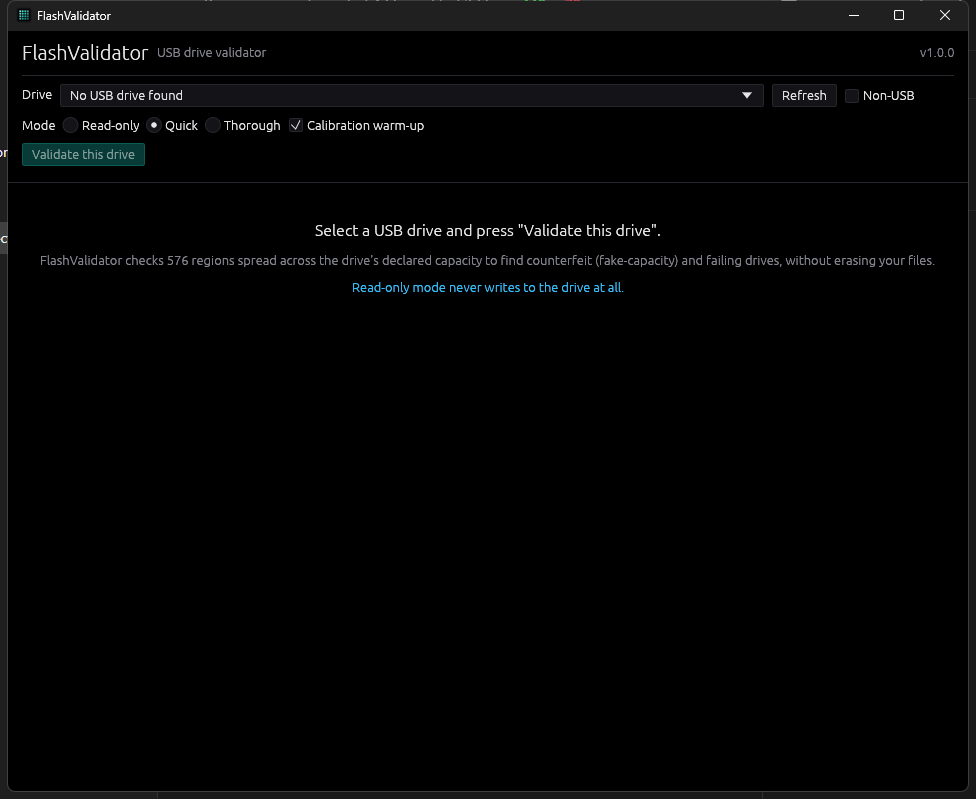 FlashValidator
FlashValidator USB drive validator v1.0.0
Drive No USB drive found Refresh Non-USB
Mode Read-only Quick Thorough Calibration warm-up
Validate this drive
Select a USB drive and press "Validate this drive".
FlashValidator checks 576 regions spread across the drive's declared capacity to find counterfeit (fake-capacity) and failing drives, without erasing your files.
Read-only mode never writes to the drive at all.